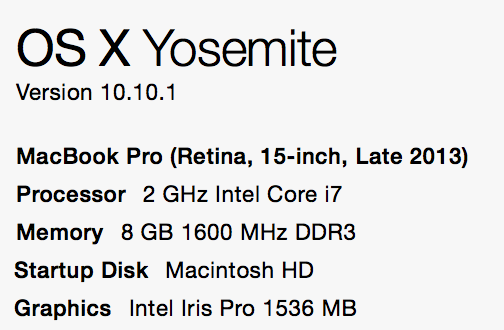 OS X Yosemite
Version 10.10.1
MacBook Pro (Retina, 15-inch, Late 2013)
Processor 2 GHz Intel Core i7
Memory 8 GB 1600 MHz DDR3
Startup Disk Macintosh HD
Graphics Intel Iris Pro 1536 MB